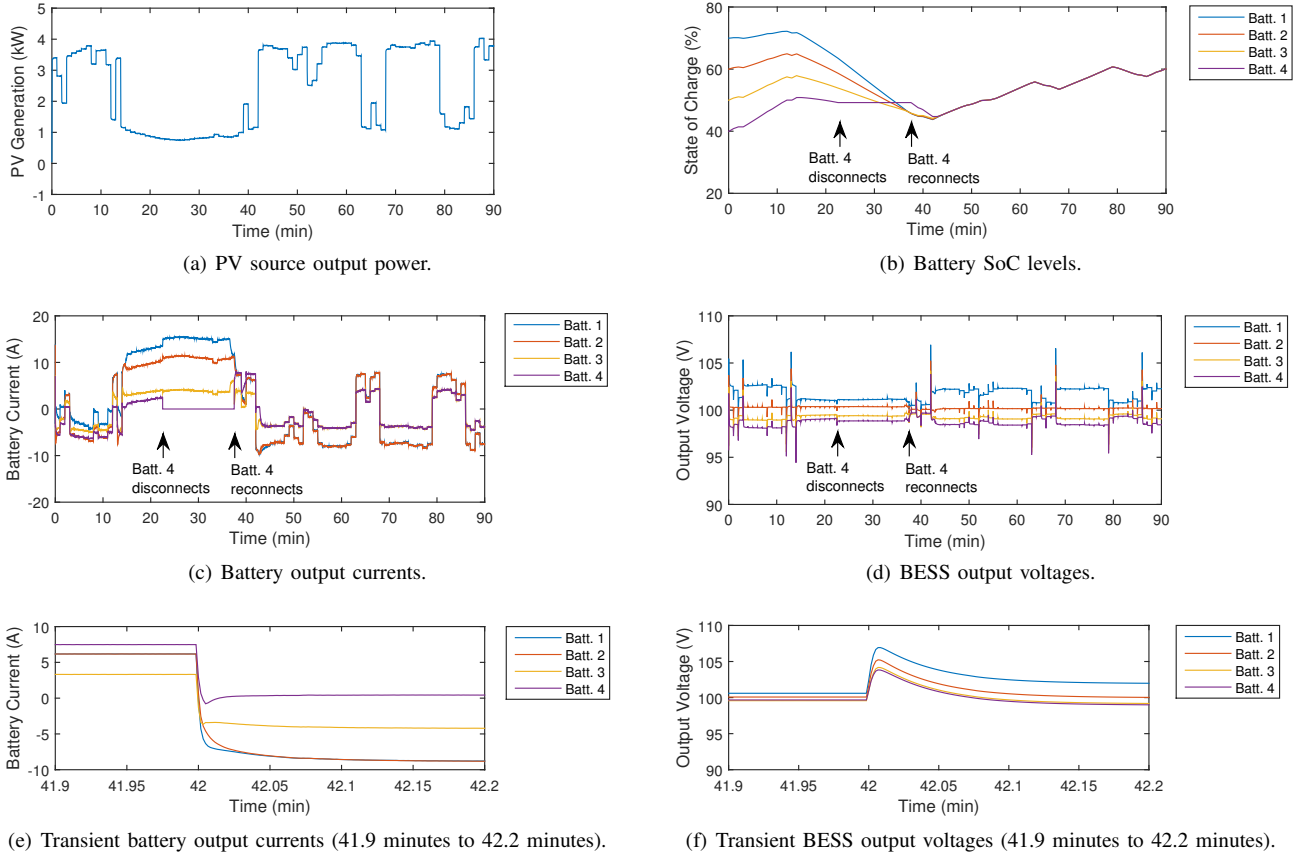 PV Generation (kW)
5
4
3
2
1
0
-1
0 10 20 30 40 50 60 70 80 90
Time (min)
(a) PV source output power.
State of Charge (%)
80
60
40
20
Batt. 4
disconnects
Batt. 4
reconnects
0 10 20 30 40 50 60 70 80 90
Time (min)
Batt. 1
Batt. 2
Batt. 3
Batt. 4
(b) Battery SoC levels.
Battery Current (A)
20
10
0
-10
-20
Batt. 4
disconnects
Batt. 4
reconnects
0 10 20 30 40 50 60 70 80 90
Time (min)
Batt. 1
Batt. 2
Batt. 3
Batt. 4
(c) Battery output currents.
Output Voltage (V)
110
105
100
95
90
Batt. 4
disconnects
Batt. 4
reconnects
0 10 20 30 40 50 60 70 80 90
Time (min)
Batt. 1
Batt. 2
Batt. 3
Batt. 4
(d) BESS output voltages.
Battery Current (A)
10
5
0
-5
-10
41.9 41.95 42 42.05 42.1 42.15 42.2
Time (min)
Batt. 1
Batt. 2
Batt. 3
Batt. 4
(e) Transient battery output currents (41.9 minutes to 42.2 minutes).
Output Voltage (V)
110
105
100
95
90
41.9 41.95 42 42.05 42.1 42.15 42.2
Time (min)
Batt. 1
Batt. 2
Batt. 3
Batt. 4
(f) Transient BESS output voltages (41.9 minutes to 42.2 minutes).